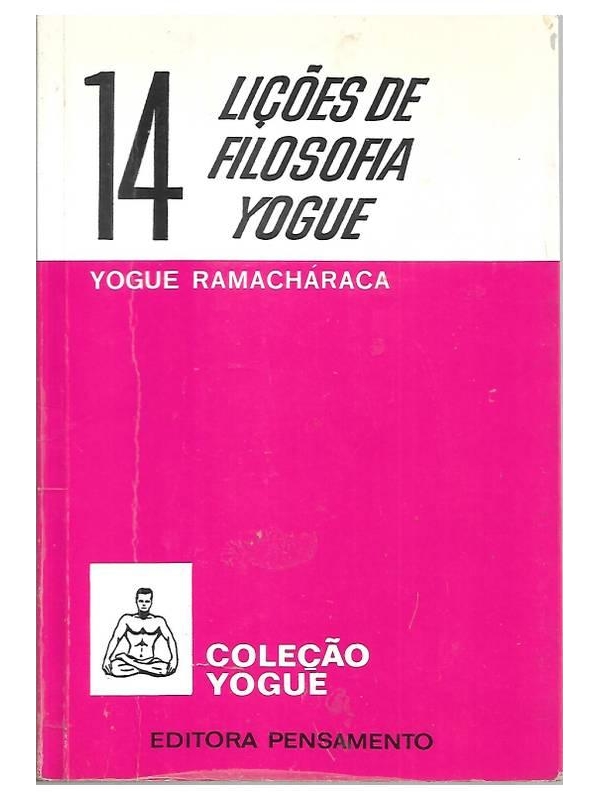 14
LIÇÕES DE
FILOSOFIA
YOGUE
YOGUE RAMACHÁRACA
COLEÇÃO
YOGUE
EDITORA PENSAMENTO